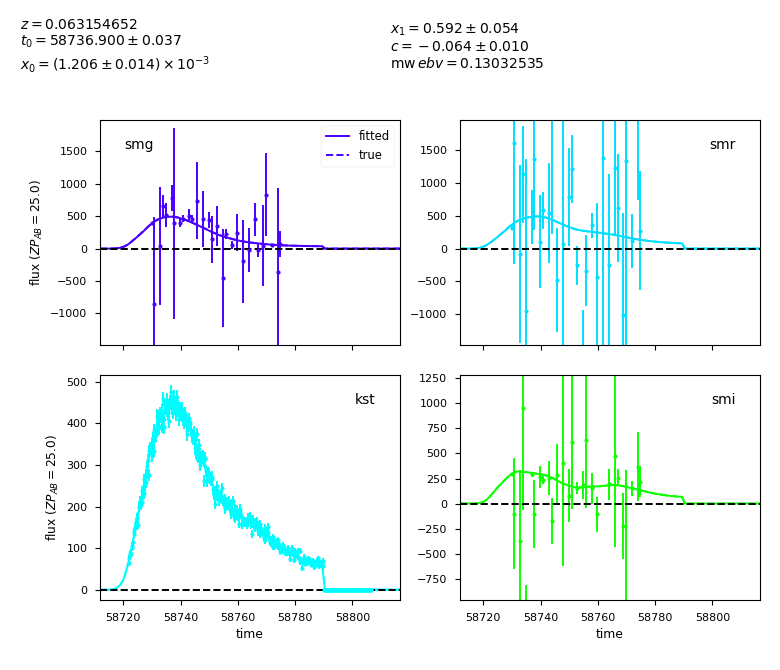 z = 0.063154652
t₀ = 58736.900 ± 0.037
x₀ = (1.206 ± 0.014) × 10⁻³
x₁ = 0.592 ± 0.054
c = −0.064 ± 0.010
mw ebv = 0.13032535
smg
fitted
true
1500
1000
500
0
−500
−1000
flux (ZP_AB = 25.0)
smr
1500
1000
500
0
−500
−1000
kst
500
400
300
200
100
0
flux (ZP_AB = 25.0)
58720 58740 58760 58780 58800
time
smi
1250
1000
750
500
250
0
−250
−500
−750
58720 58740 58760 58780 58800
time